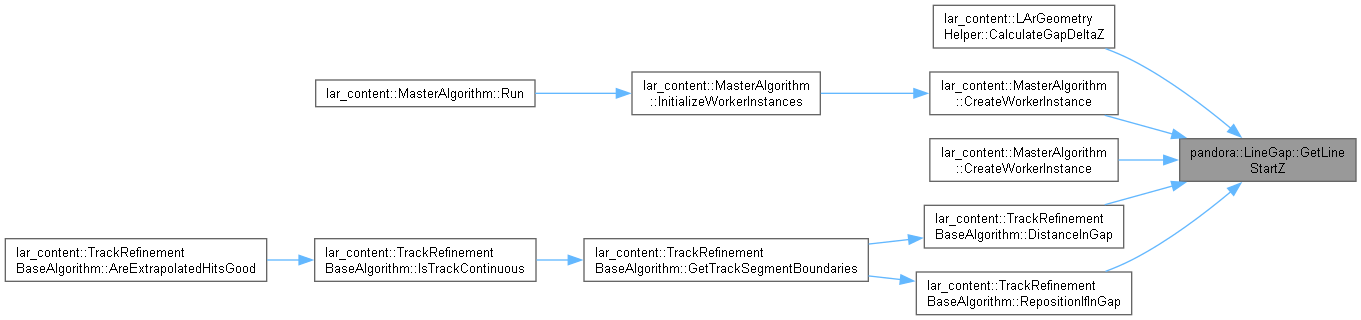 lar_content::LArGeometry
Helper::CalculateGapDeltaZ
lar_content::MasterAlgorithm::Run
lar_content::MasterAlgorithm
::InitializeWorkerInstances
lar_content::MasterAlgorithm
::CreateWorkerInstance
lar_content::MasterAlgorithm
::CreateWorkerInstance
pandora::LineGap::GetLine
StartZ
lar_content::TrackRefinement
BaseAlgorithm::DistanceInGap
lar_content::TrackRefinement
BaseAlgorithm::AreExtrapolatedHitsGood
lar_content::TrackRefinement
BaseAlgorithm::IsTrackContinuous
lar_content::TrackRefinement
BaseAlgorithm::GetTrackSegmentBoundaries
lar_content::TrackRefinement
BaseAlgorithm::RepositionIfInGap